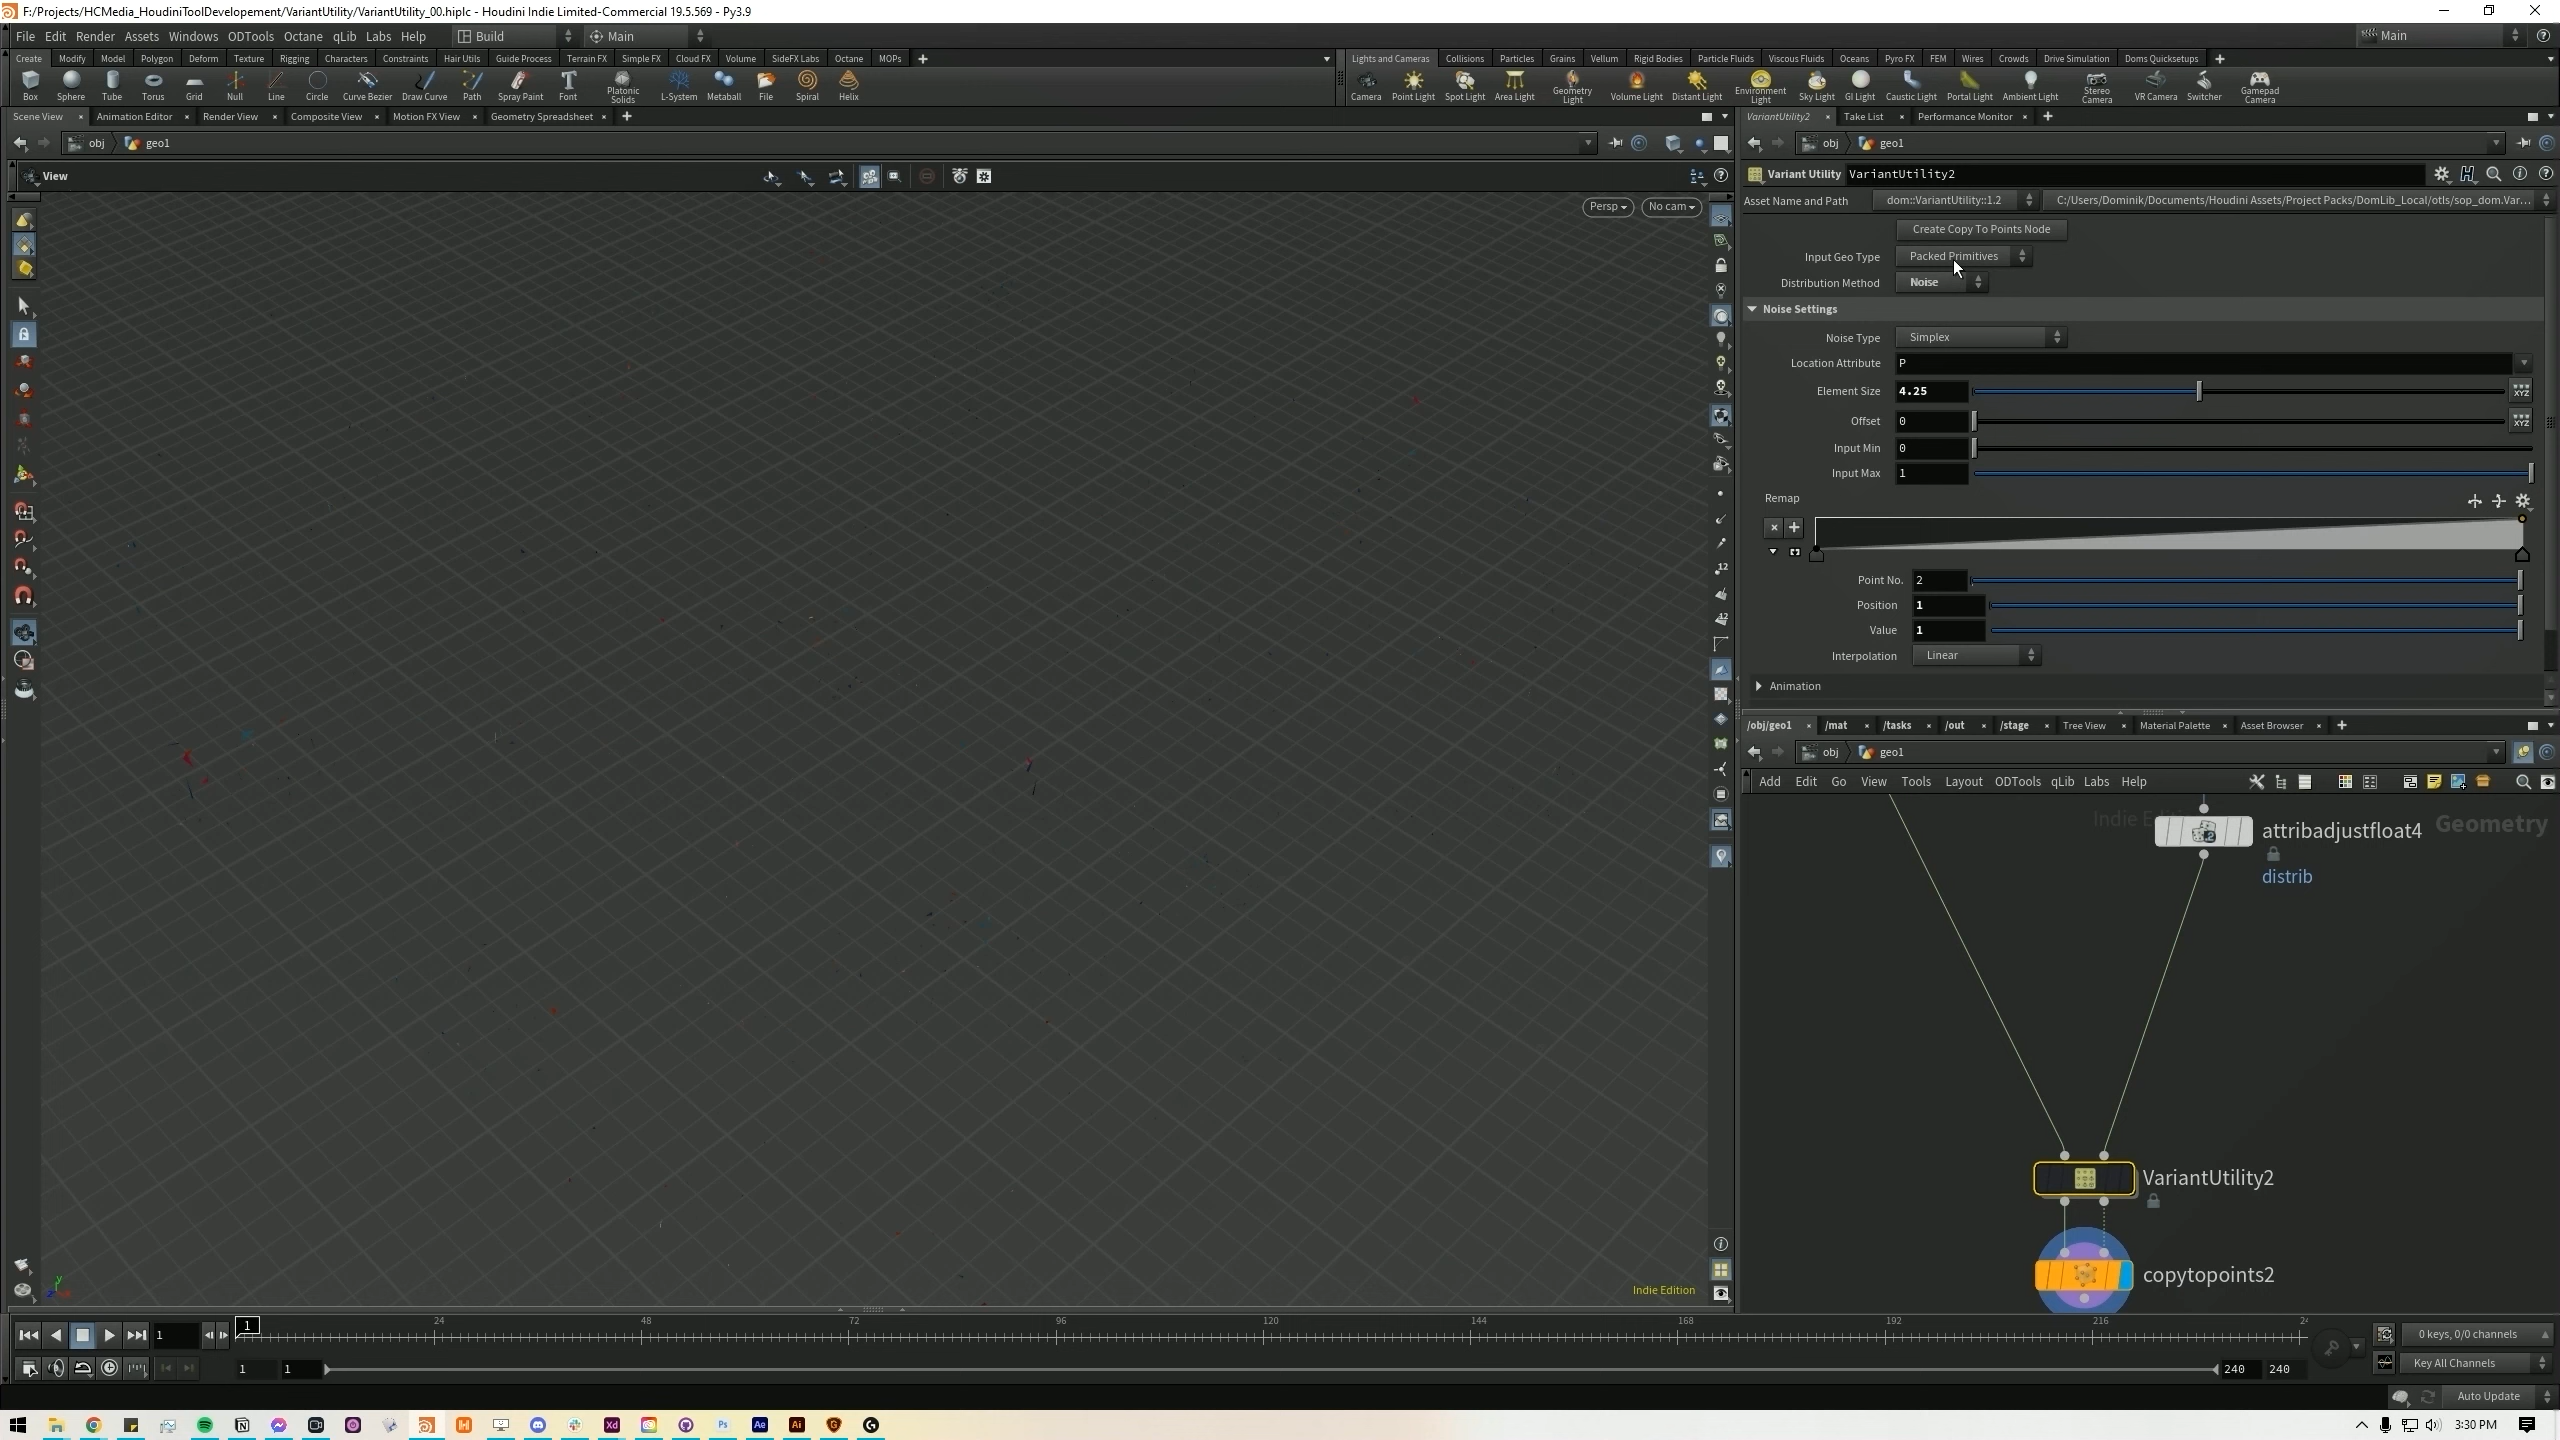 F:/Projects/HCMedia_HoudiniToolDevelopement/VariantUtility/VariantUtility_00.hiplc - Houdini Indie Limited-Commercial 19.5.569 - Py3.9
File Edit Render Assets Windows ODTools Octane qLib Labs Help Build Main Main
Create Modify Model Polygon Deform Texture Rigging Characters Constraints Hair Utils Guide Process Terrain FX Simple FX Cloud FX Volume SideFX Labs Octane MOPs
Lights and Cameras Collisions Particles Grains Vellum Rigid Bodies Particle Fluids Viscous Fluids Oceans Pyro FX FEM Wires Crowds Drive Simulation Doms Quicksetups
Box Sphere Tube Torus Grid Null Line Circle Curve Bezier Draw Curve Path Spray Paint Font Platonic Solids L-System Metaball File Spiral Helix
Camera Point Light Spot Light Area Light Geometry Light Volume Light Distant Light Environment Light Sky Light GI Light Caustic Light Portal Light Ambient Light Stereo Camera VR Camera Switcher Gamepad Camera
Scene View Animation Editor Render View Composite View Motion FX View Geometry Spreadsheet
VariantUtility2 Take List Performance Monitor
obj geo1
obj geo1
View
Persp No cam
Variant Utility VariantUtility2
Asset Name and Path dom::VariantUtility::1.2 C:/Users/Dominik/Documents/Houdini Assets/Project Packs/DomLib_Local/otls/sop_dom.Var...
Create Copy To Points Node
Input Geo Type Packed Primitives
Distribution Method Noise
Noise Settings
Noise Type Simplex
Location Attribute P
Element Size 4.25
Offset 0
Input Min 0
Input Max 1
Remap
Point No. 2
Position 1
Value 1
Interpolation Linear
Animation
/obj/geo1 /mat /tasks /out /stage Tree View Material Palette Asset Browser
obj geo1
Add Edit Go View Tools Layout ODTools qLib Labs Help
Geometry
attribadjustfloat4
distrib
VariantUtility2
copytopoints2
Indie Edition
1 1 24 48 72 96 120 144 168 192 216
0 keys, 0/0 channels
1 1 240 240
Key All Channels
Auto Update
3:30 PM